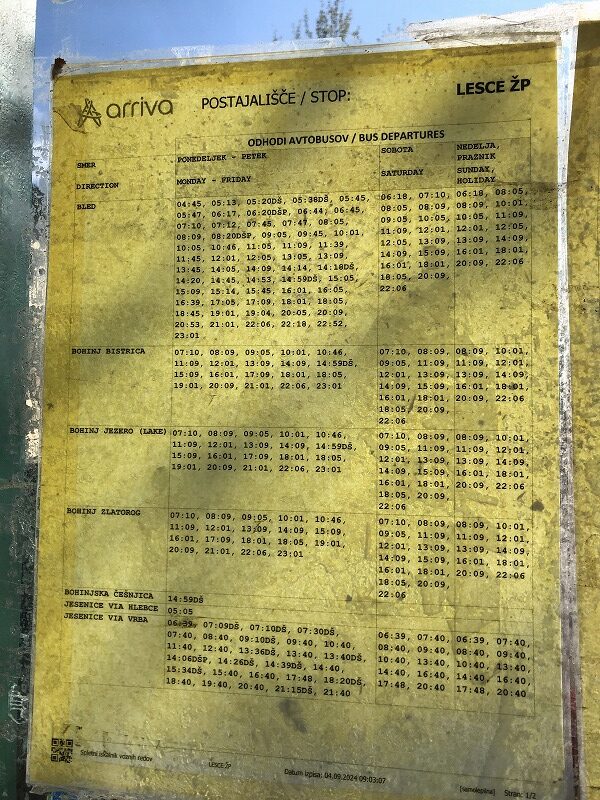 arriva POSTAJALIŠČE / STOP: LESCE ŽP
ODHODI AVTOBUSOV / BUS DEPARTURES
SMER PONEDELJEK - PETEK SOBOTA NEDELJA, PRAZNIK
DIRECTION MONDAY - FRIDAY SATURDAY SUNDAY, HOLIDAY
BLED
04:45, 05:13, 05:20DŠ, 05:38DŠ, 05:45,
05:47, 06:17, 06:20DŠP, 06:44, 06:45,
07:10, 07:12, 07:45, 07:47, 08:05,
08:09, 08:20DŠP, 09:05, 09:45, 10:01,
10:05, 10:46, 11:05, 11:09, 11:39,
11:45, 12:01, 12:05, 13:05, 13:09,
13:45, 14:05, 14:09, 14:14, 14:18DŠ,
14:20, 14:45, 14:53, 14:59DŠ, 15:05,
15:09, 15:14, 15:45, 16:01, 16:05,
16:39, 17:05, 17:09, 18:01, 18:05,
18:45, 19:01, 19:04, 20:05, 20:09,
20:53, 21:01, 22:06, 22:18, 22:52,
23:01
06:18, 07:10,
08:05, 08:09,
09:05, 10:05,
11:09, 12:01,
12:05, 13:09,
14:09, 15:09,
16:01, 18:01,
18:05, 20:09,
22:06
06:18, 08:05,
08:09, 10:01,
10:05, 11:09,
12:01, 12:05,
13:09, 14:09,
16:01, 18:01,
20:09, 22:06
BOHINJ BISTRICA
07:10, 08:09, 09:05, 10:01, 10:46,
11:09, 12:01, 13:09, 14:09, 14:59DŠ,
15:09, 16:01, 17:09, 18:01, 18:05,
19:01, 20:09, 21:01, 22:06, 23:01
07:10, 08:09,
09:05, 11:09,
12:01, 13:09,
14:09, 15:09,
16:01, 18:01,
18:05, 20:09,
22:06
08:09, 10:01,
11:09, 12:01,
13:09, 14:09,
16:01, 18:01,
20:09, 22:06
BOHINJ JEZERO (LAKE)
07:10, 08:09, 09:05, 10:01, 10:46,
11:09, 12:01, 13:09, 14:09, 14:59DŠ,
15:09, 16:01, 17:09, 18:01, 18:05,
19:01, 20:09, 21:01, 22:06, 23:01
07:10, 08:09,
09:05, 11:09,
12:01, 13:09,
14:09, 15:09,
16:01, 18:01,
18:05, 20:09,
22:06
08:09, 10:01,
11:09, 12:01,
13:09, 14:09,
16:01, 18:01,
20:09, 22:06
BOHINJ ZLATOROG
07:10, 08:09, 09:05, 10:01, 10:46,
11:09, 12:01, 13:09, 14:09, 15:09,
16:01, 17:09, 18:01, 18:05, 19:01,
20:09, 21:01, 22:06, 23:01
07:10, 08:09,
09:05, 11:09,
12:01, 13:09,
14:09, 15:09,
16:01, 18:01,
18:05, 20:09,
22:06
08:09, 10:01,
11:09, 12:01,
13:09, 14:09,
16:01, 18:01,
20:09, 22:06
BOHINJSKA ČEŠNJICA 14:59DŠ
JESENICE VIA HLEBCE 05:05
JESENICE VIA VRBA
06:39, 07:09DŠ, 07:10DŠ, 07:30DŠ,
07:40, 08:40, 09:10DŠ, 09:40, 10:40,
11:40, 12:40, 13:36DŠ, 13:40, 13:40DŠ,
14:06DŠP, 14:26DŠ, 14:39DŠ, 14:40,
15:34DŠ, 15:40, 16:40, 17:48, 18:20DŠ,
18:40, 19:40, 20:40, 21:15DŠ, 21:40
06:39, 07:40,
08:40, 09:40,
10:40, 13:40,
14:40, 16:40,
17:48, 20:40
06:39, 07:40,
08:40, 09:40,
10:40, 13:40,
14:40, 16:40,
17:48, 20:40
Spletni iskalnik voznih redov LESCE ŽP Datum izpisa: 04.09.2024 09:03:07 [samolepilna] Stran: 1/2